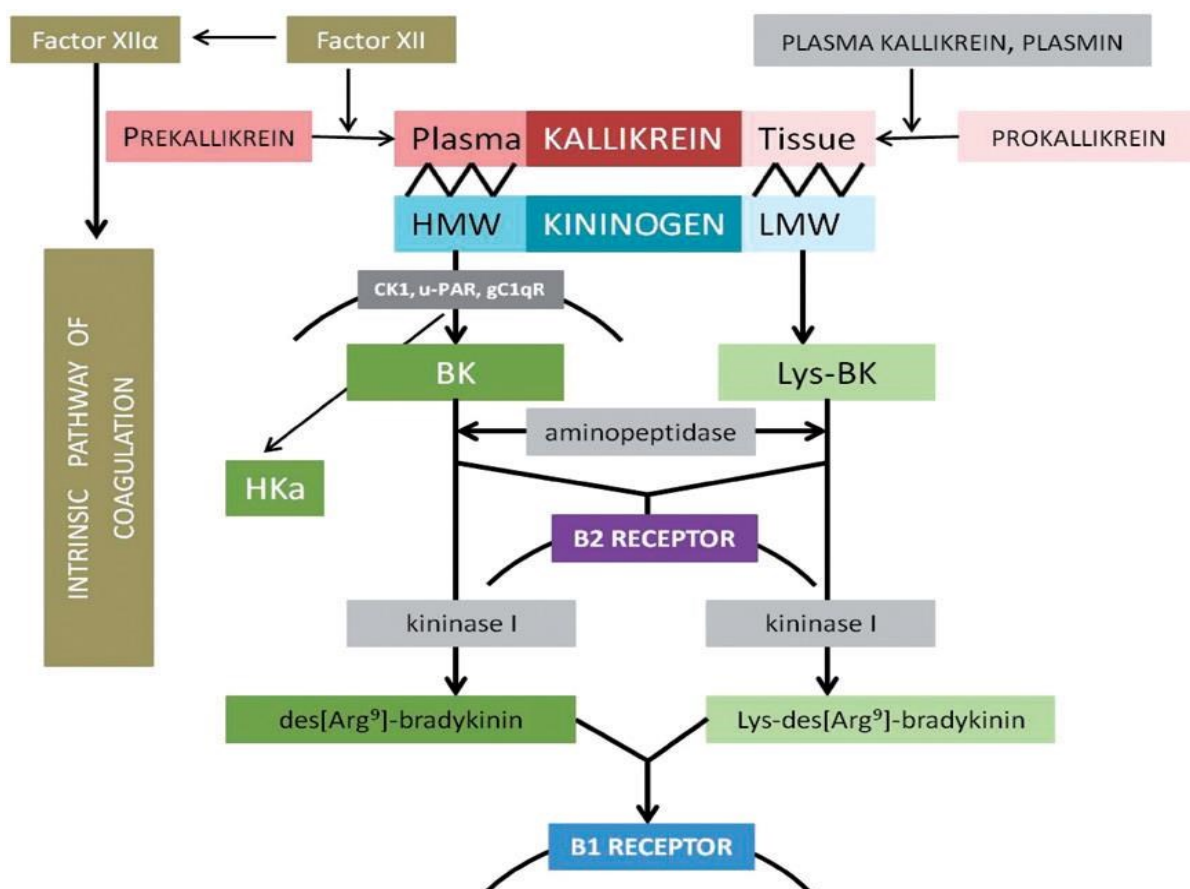 Factor XIIα
Factor XII
PLASMA KALLIKREIN, PLASMIN
PREKALLIKREIN
Plasma
KALLIKREIN
Tissue
PROKALLIKREIN
HMW
KININOGEN
LMW
CK1, u-PAR, gC1qR
BK
Lys-BK
aminopeptidase
HKa
INTRINSIC PATHWAY OF
COAGULATION
B2 RECEPTOR
kininase I
kininase I
des[Arg⁹]-bradykinin
Lys-des[Arg⁹]-bradykinin
B1 RECEPTOR